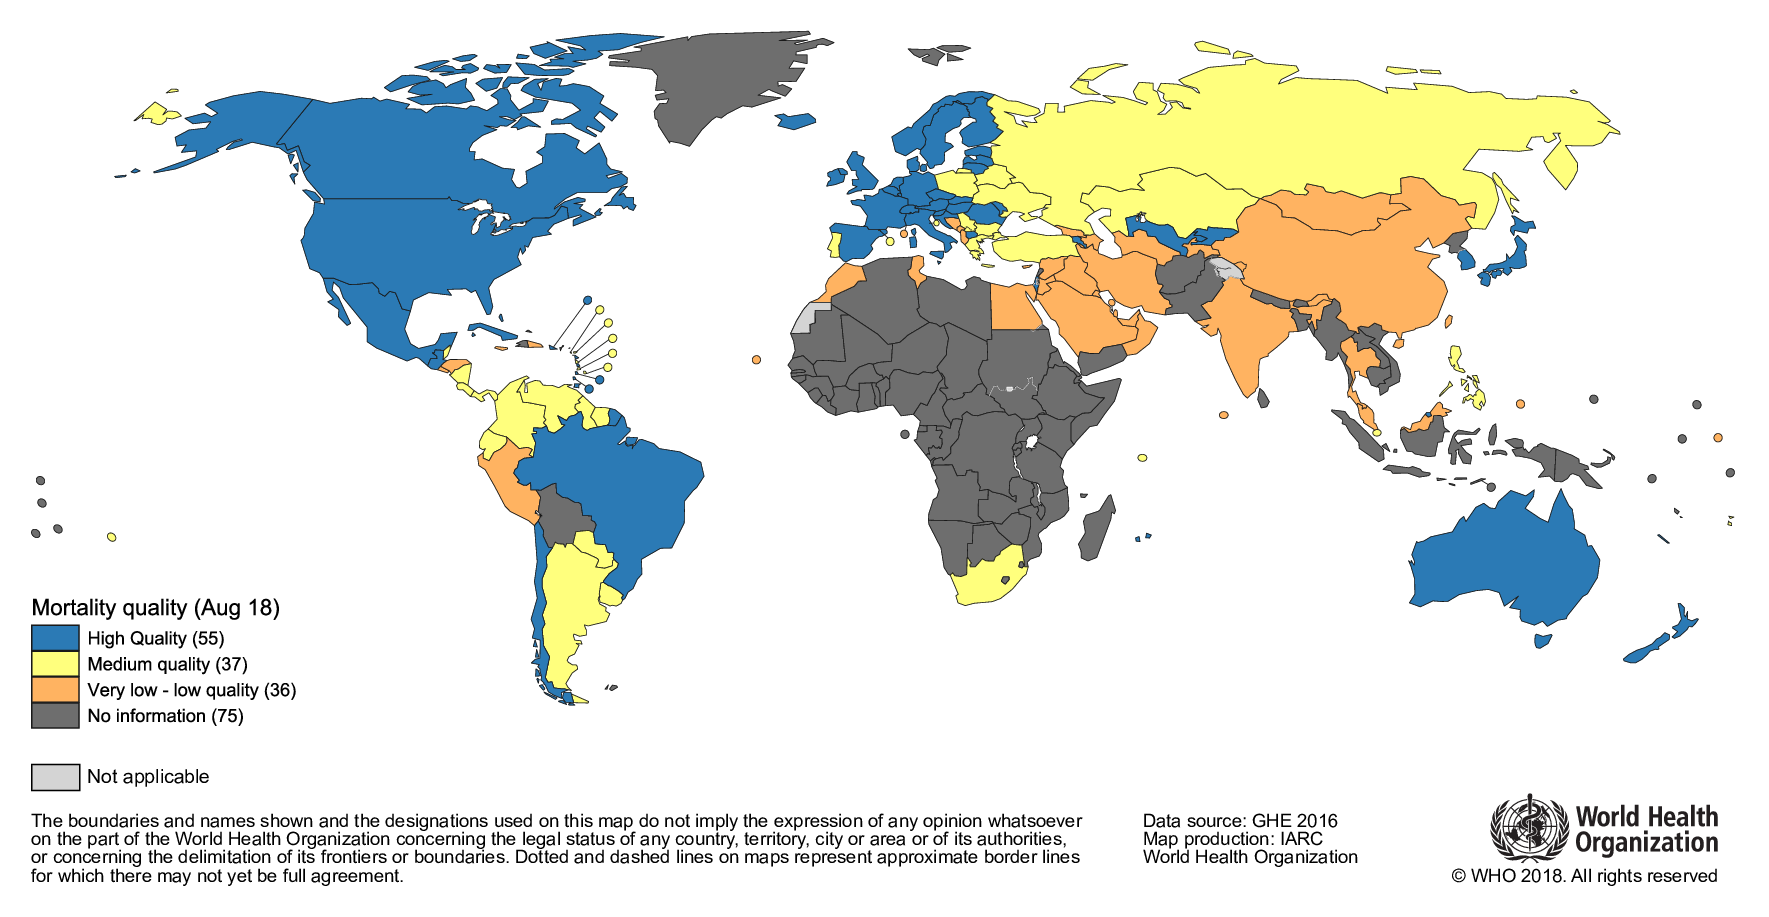 Mortality quality (Aug 18)
High Quality (55)
Medium quality (37)
Very low - low quality (36)
No information (75)
Not applicable
The boundaries and names shown and the designations used on this map do not imply the expression of any opinion whatsoever
on the part of the World Health Organization concerning the legal status of any country, territory, city or area or of its authorities,
or concerning the delimitation of its frontiers or boundaries. Dotted and dashed lines on maps represent approximate border lines
for which there may not yet be full agreement.
Data source: GHE 2016
Map production: IARC
World Health Organization
World Health
Organization
© WHO 2018. All rights reserved